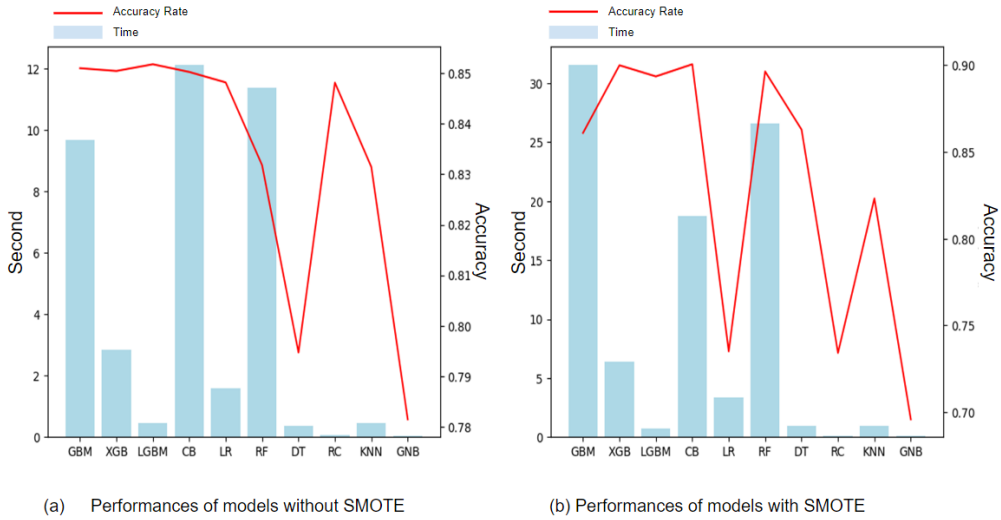 Accuracy Rate
Time
12
10
8
6
4
2
0
Second
0.85
0.84
0.83
0.82
0.81
0.80
0.79
0.78
Accuracy
GBM XGB LGBM CB LR RF DT RC KNN GNB
(a) Performances of models without SMOTE
Accuracy Rate
Time
30
25
20
15
10
5
0
Second
0.90
0.85
0.80
0.75
0.70
Accuracy
GBM XGB LGBM CB LR RF DT RC KNN GNB
(b) Performances of models with SMOTE